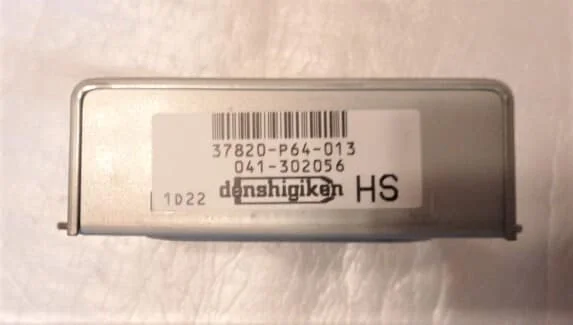 37820-P64-013
041-302056
1D22 denshigiken HS